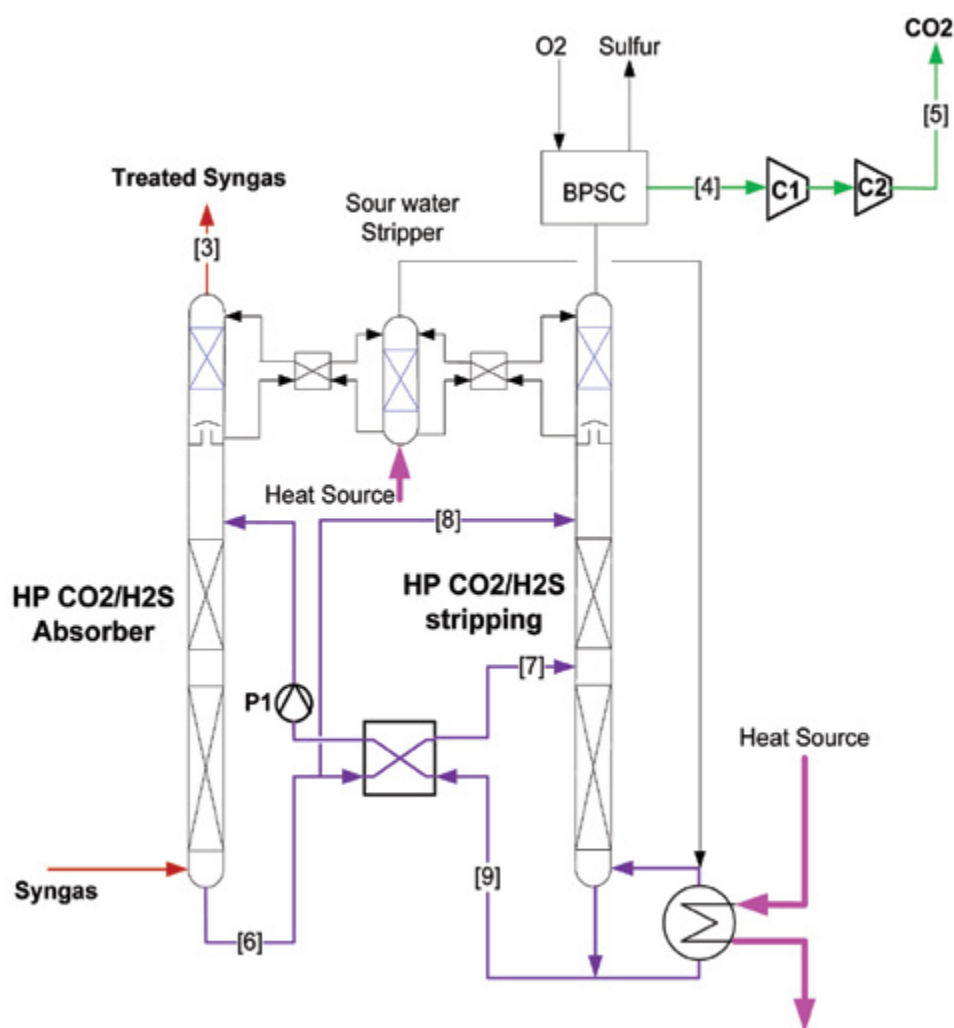 CO2
O2
Sulfur
[5]
Treated Syngas
BPSC
[4]
C1
C2
Sour water
Stripper
[3]
Heat Source
[8]
HP CO2/H2S
Absorber
HP CO2/H2S
stripping
[7]
P1
Heat Source
Syngas
[9]
[6]